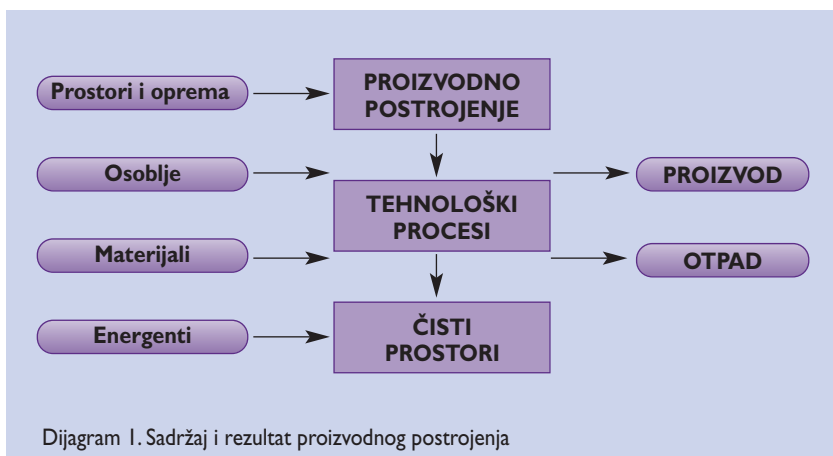 Prostori i oprema
PROIZVODNO
POSTROJENJE
Osoblje
TEHNOLOŠKI
PROCESI
PROIZVOD
Materijali
OTPAD
Energenti
ČISTI
PROSTORI
Dijagram 1. Sadržaj i rezultat proizvodnog postrojenja